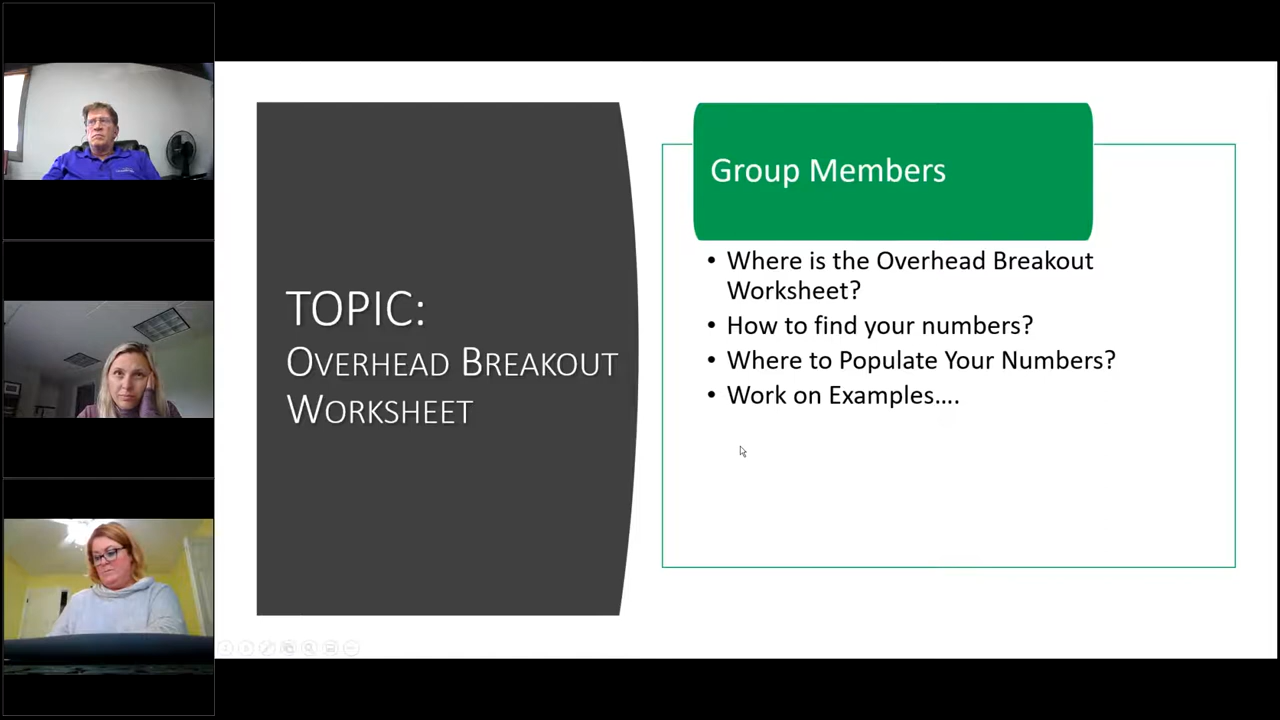 TOPIC:
OVERHEAD BREAKOUT
WORKSHEET
Group Members
• Where is the Overhead Breakout
Worksheet?
• How to find your numbers?
• Where to Populate Your Numbers?
• Work on Examples....